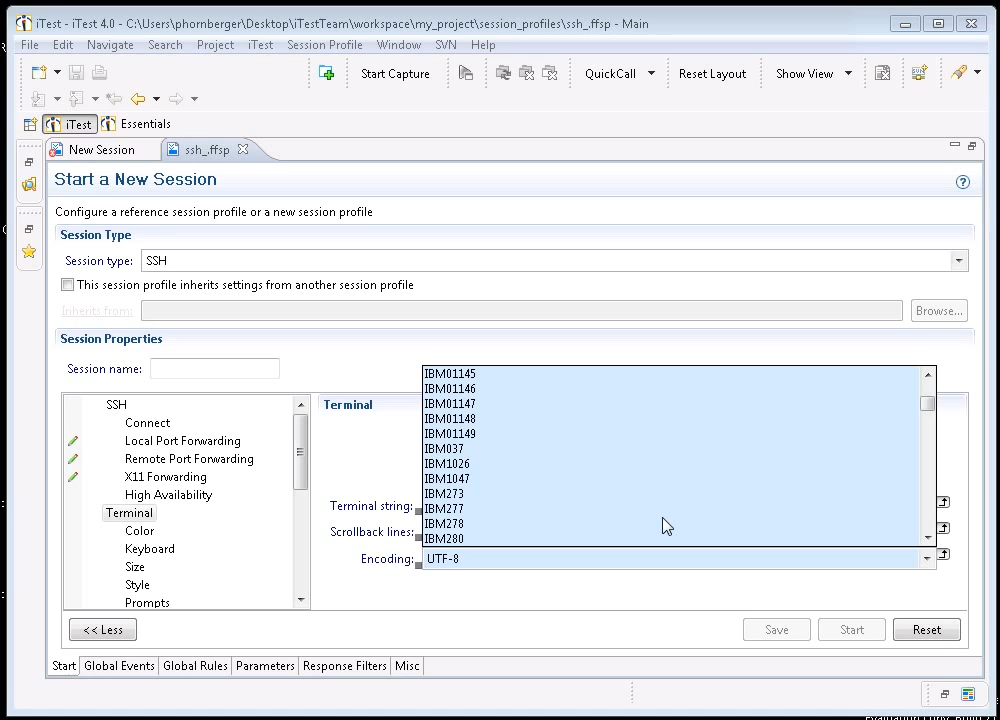 iTest - iTest 4.0 - C:\Users\phornberger\Desktop\iTestTeam\workspace\my_project\session_profiles\ssh_.ffsp - Main
File Edit Navigate Search Project iTest Session Profile Window SVN Help
Start Capture QuickCall Reset Layout Show View
iTest Essentials
New Session ssh_.ffsp
Start a New Session
Configure a reference session profile or a new session profile
Session Type
Session type: SSH
This session profile inherits settings from another session profile
Inherits from: Browse...
Session Properties
Session name:
SSH
Connect
Local Port Forwarding
Remote Port Forwarding
X11 Forwarding
High Availability
Terminal
Color
Keyboard
Size
Style
Prompts
Terminal
IBM01145
IBM01146
IBM01147
IBM01148
IBM01149
IBM037
IBM1026
IBM1047
IBM273
IBM277
IBM278
IBM280
Terminal string:
Scrollback lines:
Encoding: UTF-8
<< Less Save Start Reset
Start Global Events Global Rules Parameters Response Filters Misc